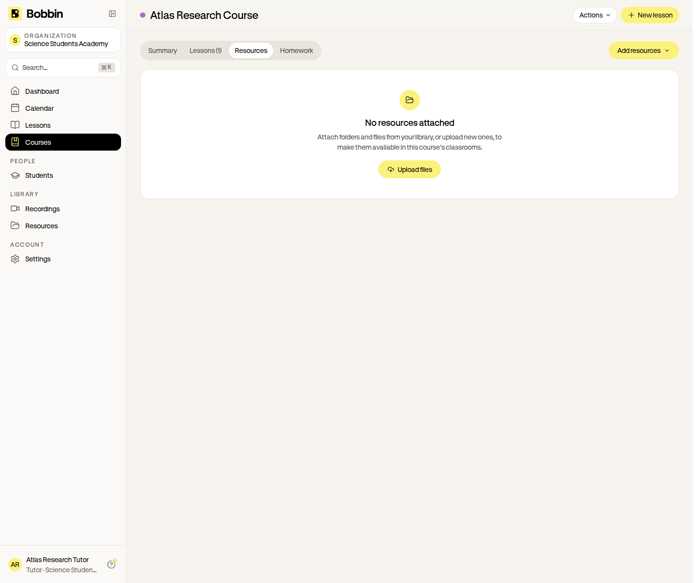 Bobbin
S
ORGANIZATION
Science Students Academy
Search...
⌘ K
Dashboard
Calendar
Lessons
Courses
PEOPLE
Students
LIBRARY
Recordings
Resources
ACCOUNT
Settings
AR
Atlas Research Tutor
Tutor · Science Studen...
Atlas Research Course
Actions
New lesson
Summary
Lessons (1)
Resources
Homework
Add resources
No resources attached
Attach folders and files from your library, or upload new ones, to
make them available in this course's classrooms.
Upload files